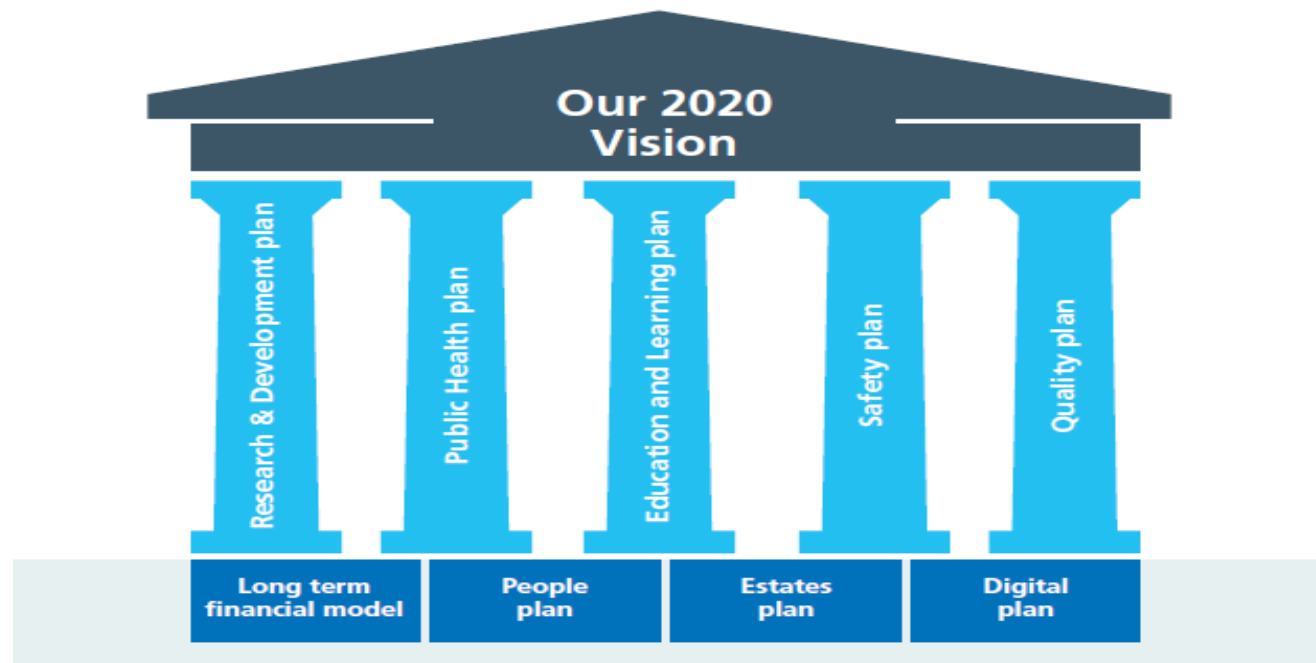 Our 2020
Vision
Research & Development plan
Public Health plan
Education and Learning plan
Safety plan
Quality plan
Long term
financial model
People
plan
Estates
plan
Digital
plan